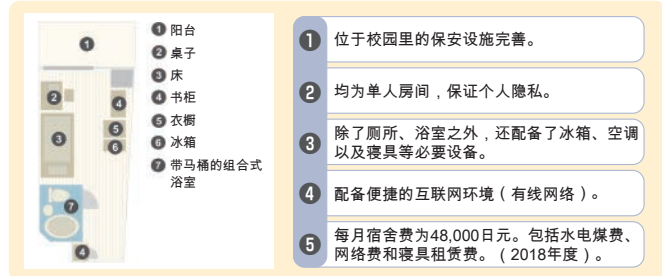 1
2
3
4
5
6
7
4
1 阳台
2 桌子
3 床
4 书柜
5 衣橱
6 冰箱
7 带马桶的组合式
浴室
1 位于校园里的保安设施完善。
2 均为单人房间，保证个人隐私。
3 除了厕所、浴室之外，还配备了冰箱、空调
以及寝具等必要设备。
4 配备便捷的互联网环境（有线网络）。
5 每月宿舍费为48,000日元。包括水电煤费、
网络费和寝具租赁费。（2018年度）。